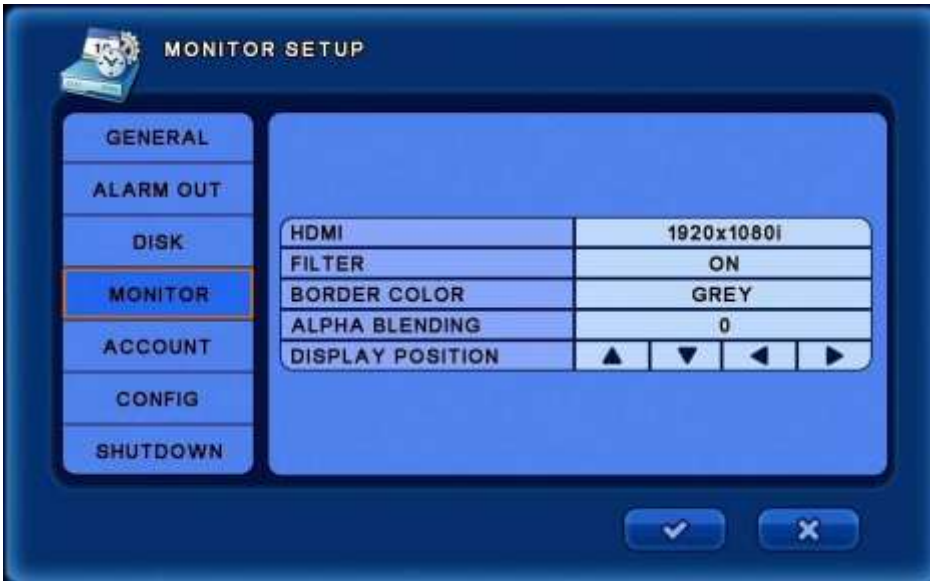 MONITOR SETUP
GENERAL
ALARM OUT
DISK
MONITOR
ACCOUNT
CONFIG
SHUTDOWN
HDMI 1920x1080i
FILTER ON
BORDER COLOR GREY
ALPHA BLENDING 0
DISPLAY POSITION